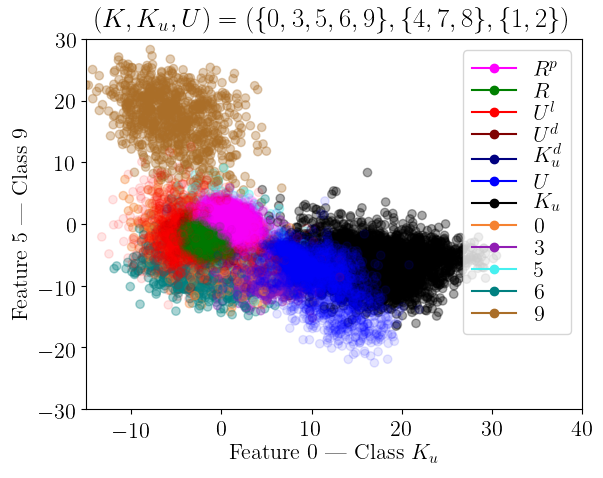 (K, K_u, U) = ({0, 3, 5, 6, 9}, {4, 7, 8}, {1, 2})
30
20
10
0
−10
−20
−30
Feature 5 — Class 9
R^p
R
U^l
U^d
K_u^d
U
K_u
0
3
5
6
9
−10
0
10
20
30
40
Feature 0 — Class K_u